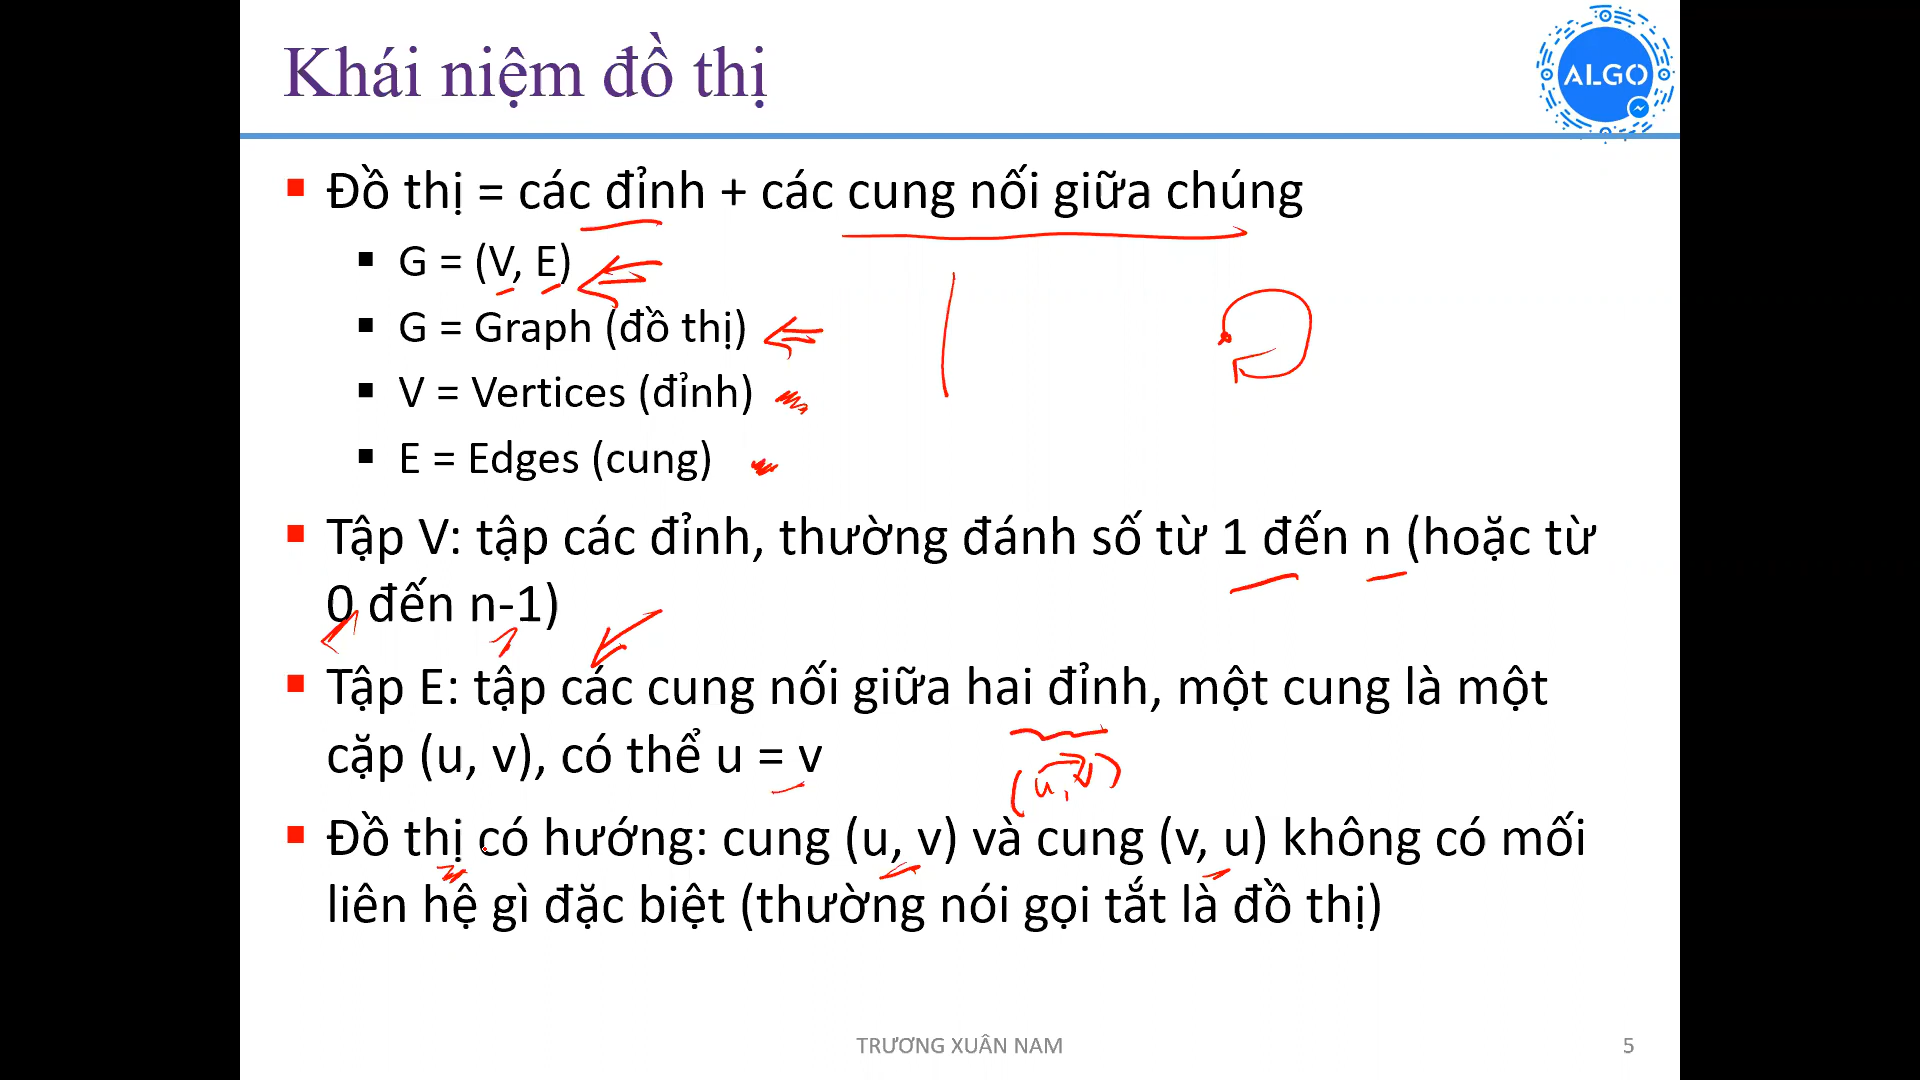 Khái niệm đồ thị
ALGO
Đồ thị = các đỉnh + các cung nối giữa chúng
G = (V, E)
G = Graph (đồ thị)
V = Vertices (đỉnh)
E = Edges (cung)
Tập V: tập các đỉnh, thường đánh số từ 1 đến n (hoặc từ
0 đến n-1)
Tập E: tập các cung nối giữa hai đỉnh, một cung là một
cặp (u, v), có thể u = v
(u, v)
Đồ thị có hướng: cung (u, v) và cung (v, u) không có mối
liên hệ gì đặc biệt (thường nói gọi tắt là đồ thị)
TRƯƠNG XUÂN NAM
5